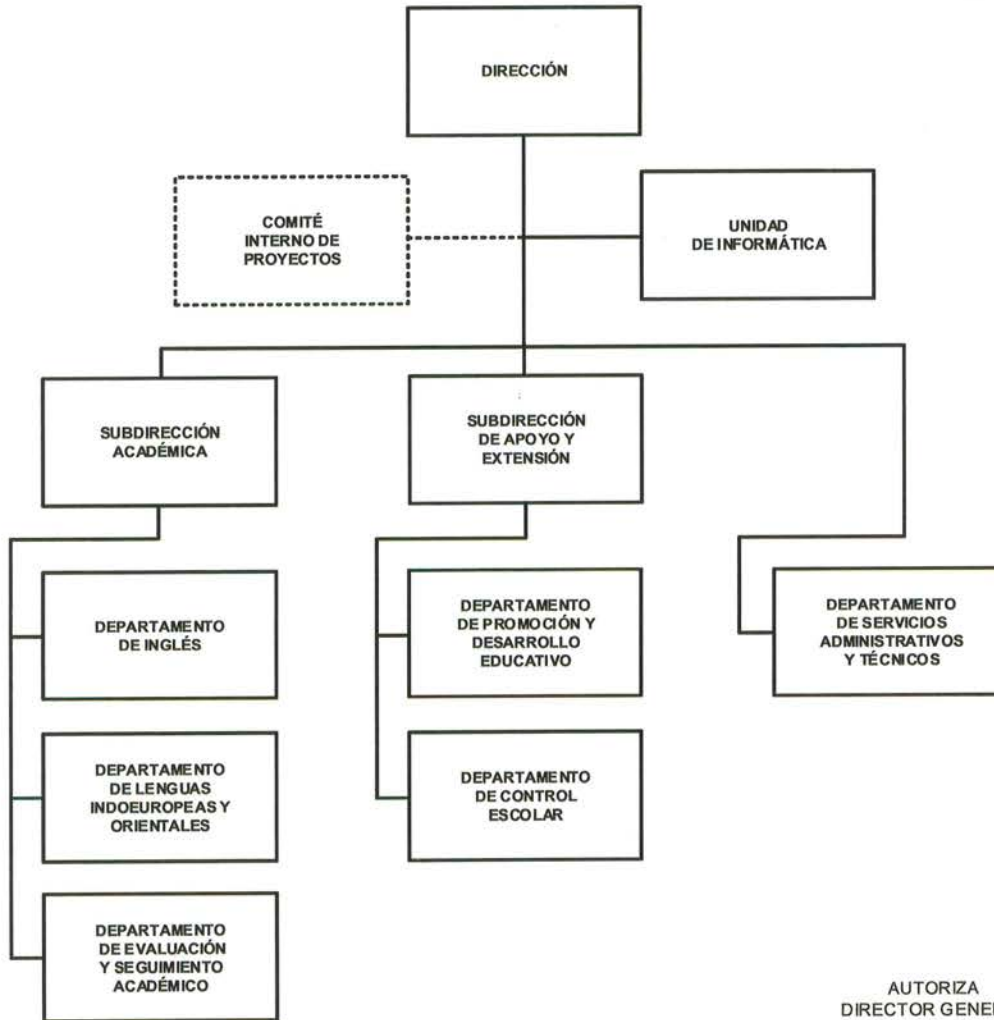 DIRECCIÓN
COMITÉ
INTERNO DE
PROYECTOS
UNIDAD
DE INFORMÁTICA
SUBDIRECCIÓN
ACADÉMICA
SUBDIRECCIÓN
DE APOYO Y
EXTENSIÓN
DEPARTAMENTO
DE INGLÉS
DEPARTAMENTO
DE PROMOCIÓN Y
DESARROLLO
EDUCATIVO
DEPARTAMENTO
DE SERVICIOS
ADMINISTRATIVOS
Y TÉCNICOS
DEPARTAMENTO
DE LENGUAS
INDOEUROPEAS Y
ORIENTALES
DEPARTAMENTO
DE CONTROL
ESCOLAR
DEPARTAMENTO
DE EVALUACIÓN
Y SEGUIMIENTO
ACADÉMICO
AUTORIZA
DIRECTOR